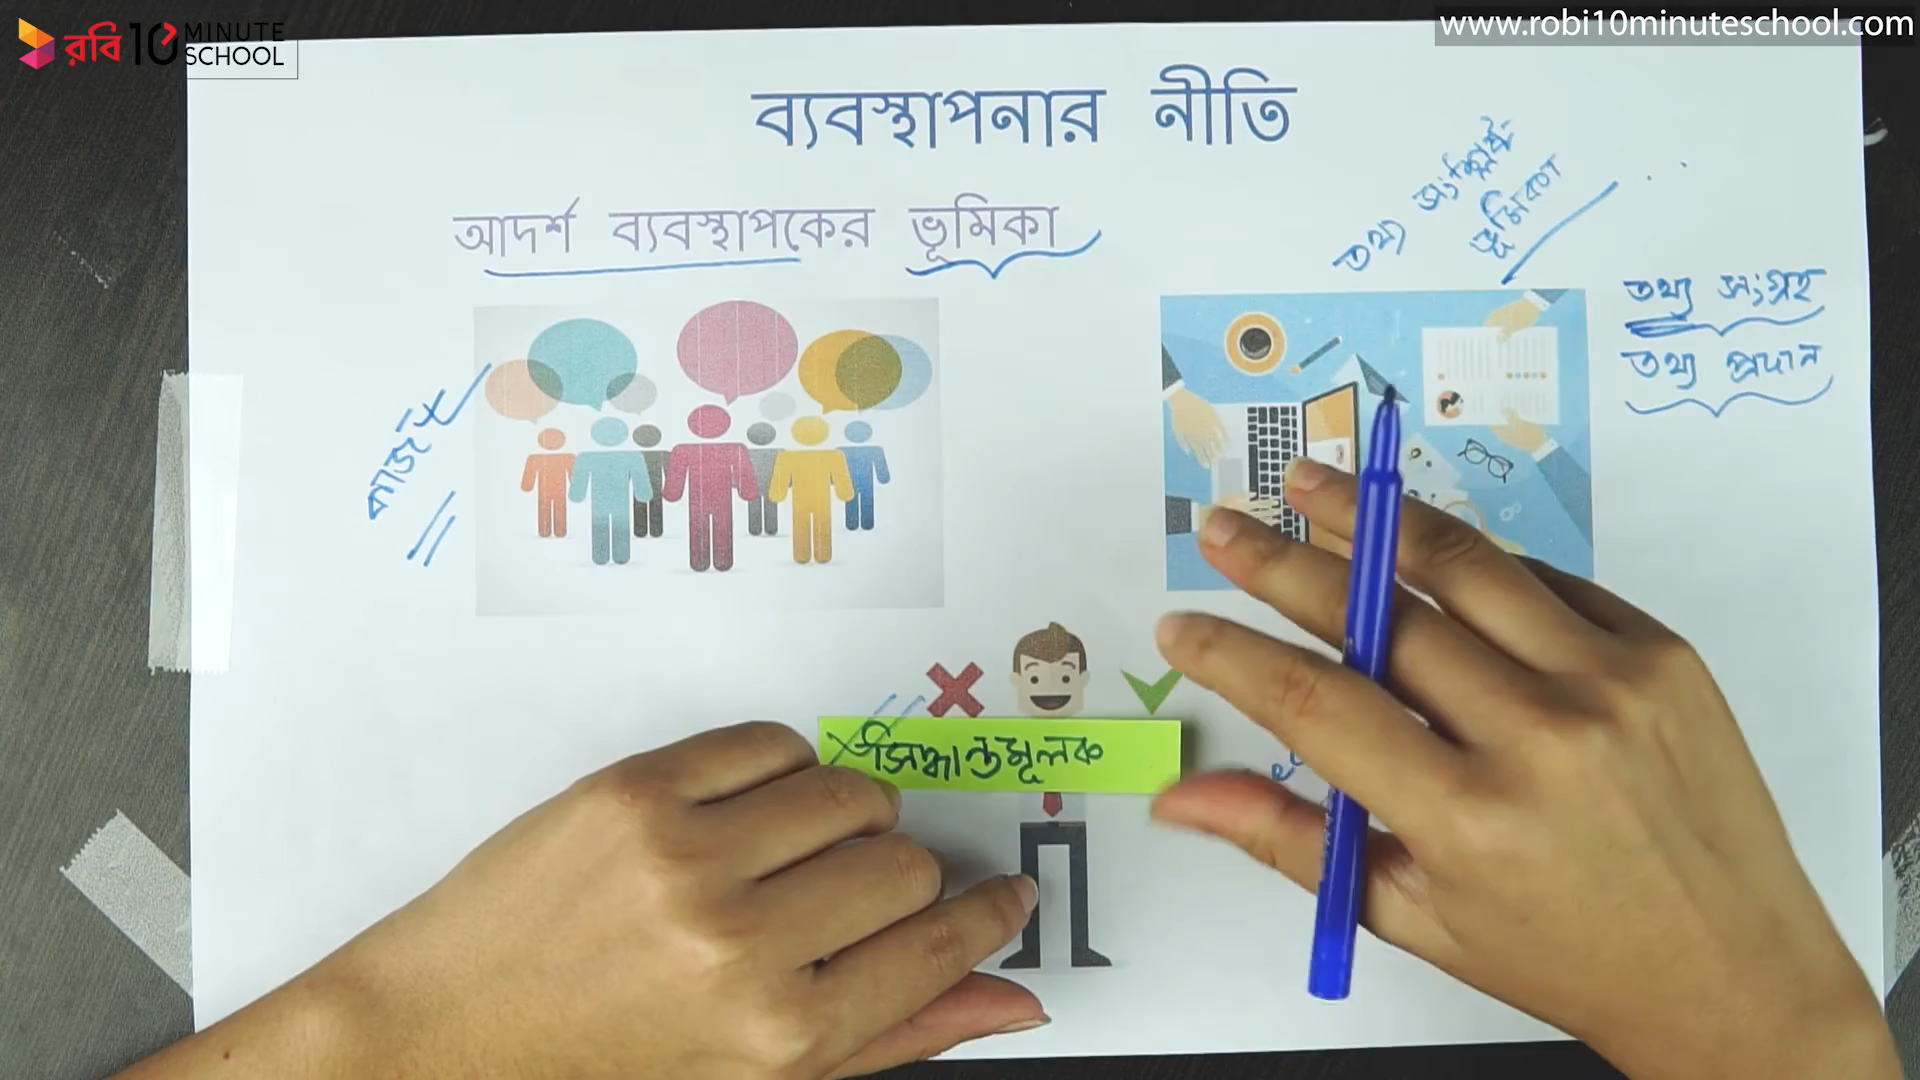 রবি 10 MINUTE SCHOOL
www.robi10minuteschool.com
ব্যবস্থাপনার নীতি
আদর্শ ব্যবস্থাপকের ভূমিকা
তথ্য সংশ্লিষ্ট
ভূমিকা
তথ্য সংগ্রহ
তথ্য প্রদান
কাজ
সিদ্ধান্তমূলক